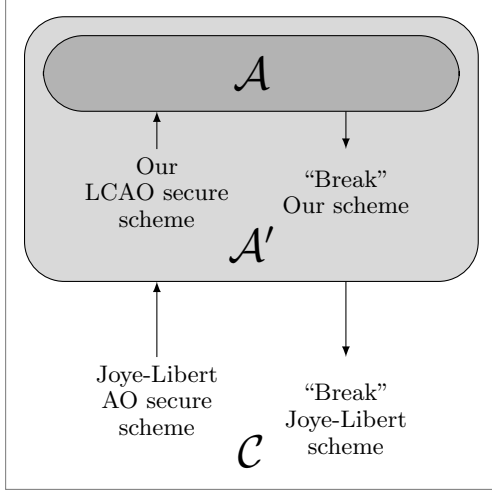 𝒜
Our
LCAO secure
scheme
“Break”
Our scheme
𝒜′
Joye-Libert
AO secure
scheme
“Break”
Joye-Libert
scheme
𝒞